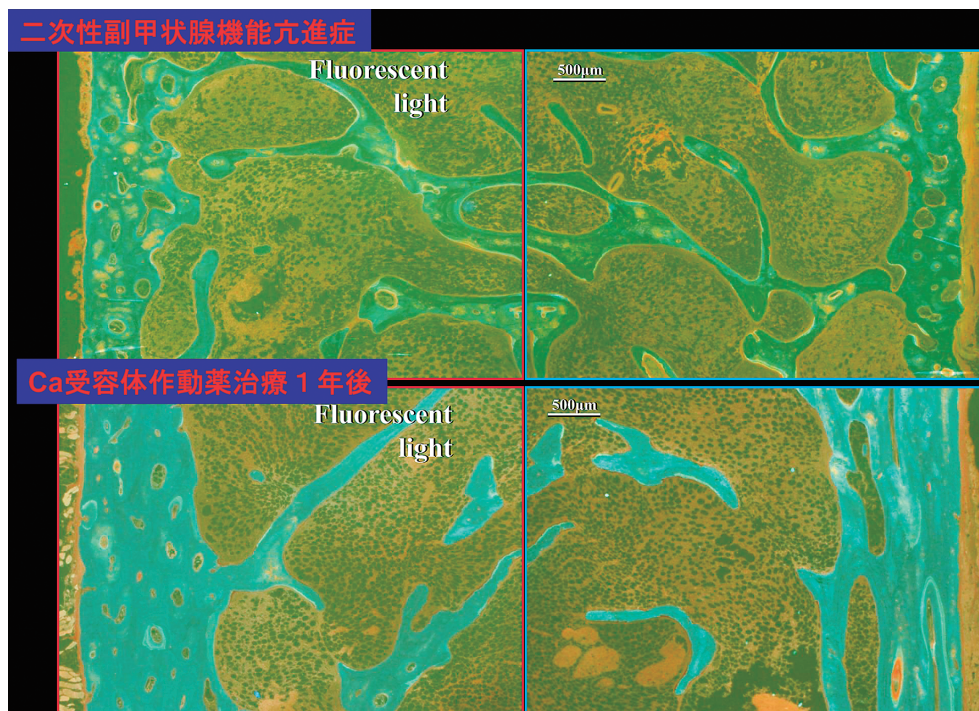 二次性副甲状腺機能亢進症
Fluorescent
light
500μm
Ca受容体作動薬治療１年後
Fluorescent
light
500μm